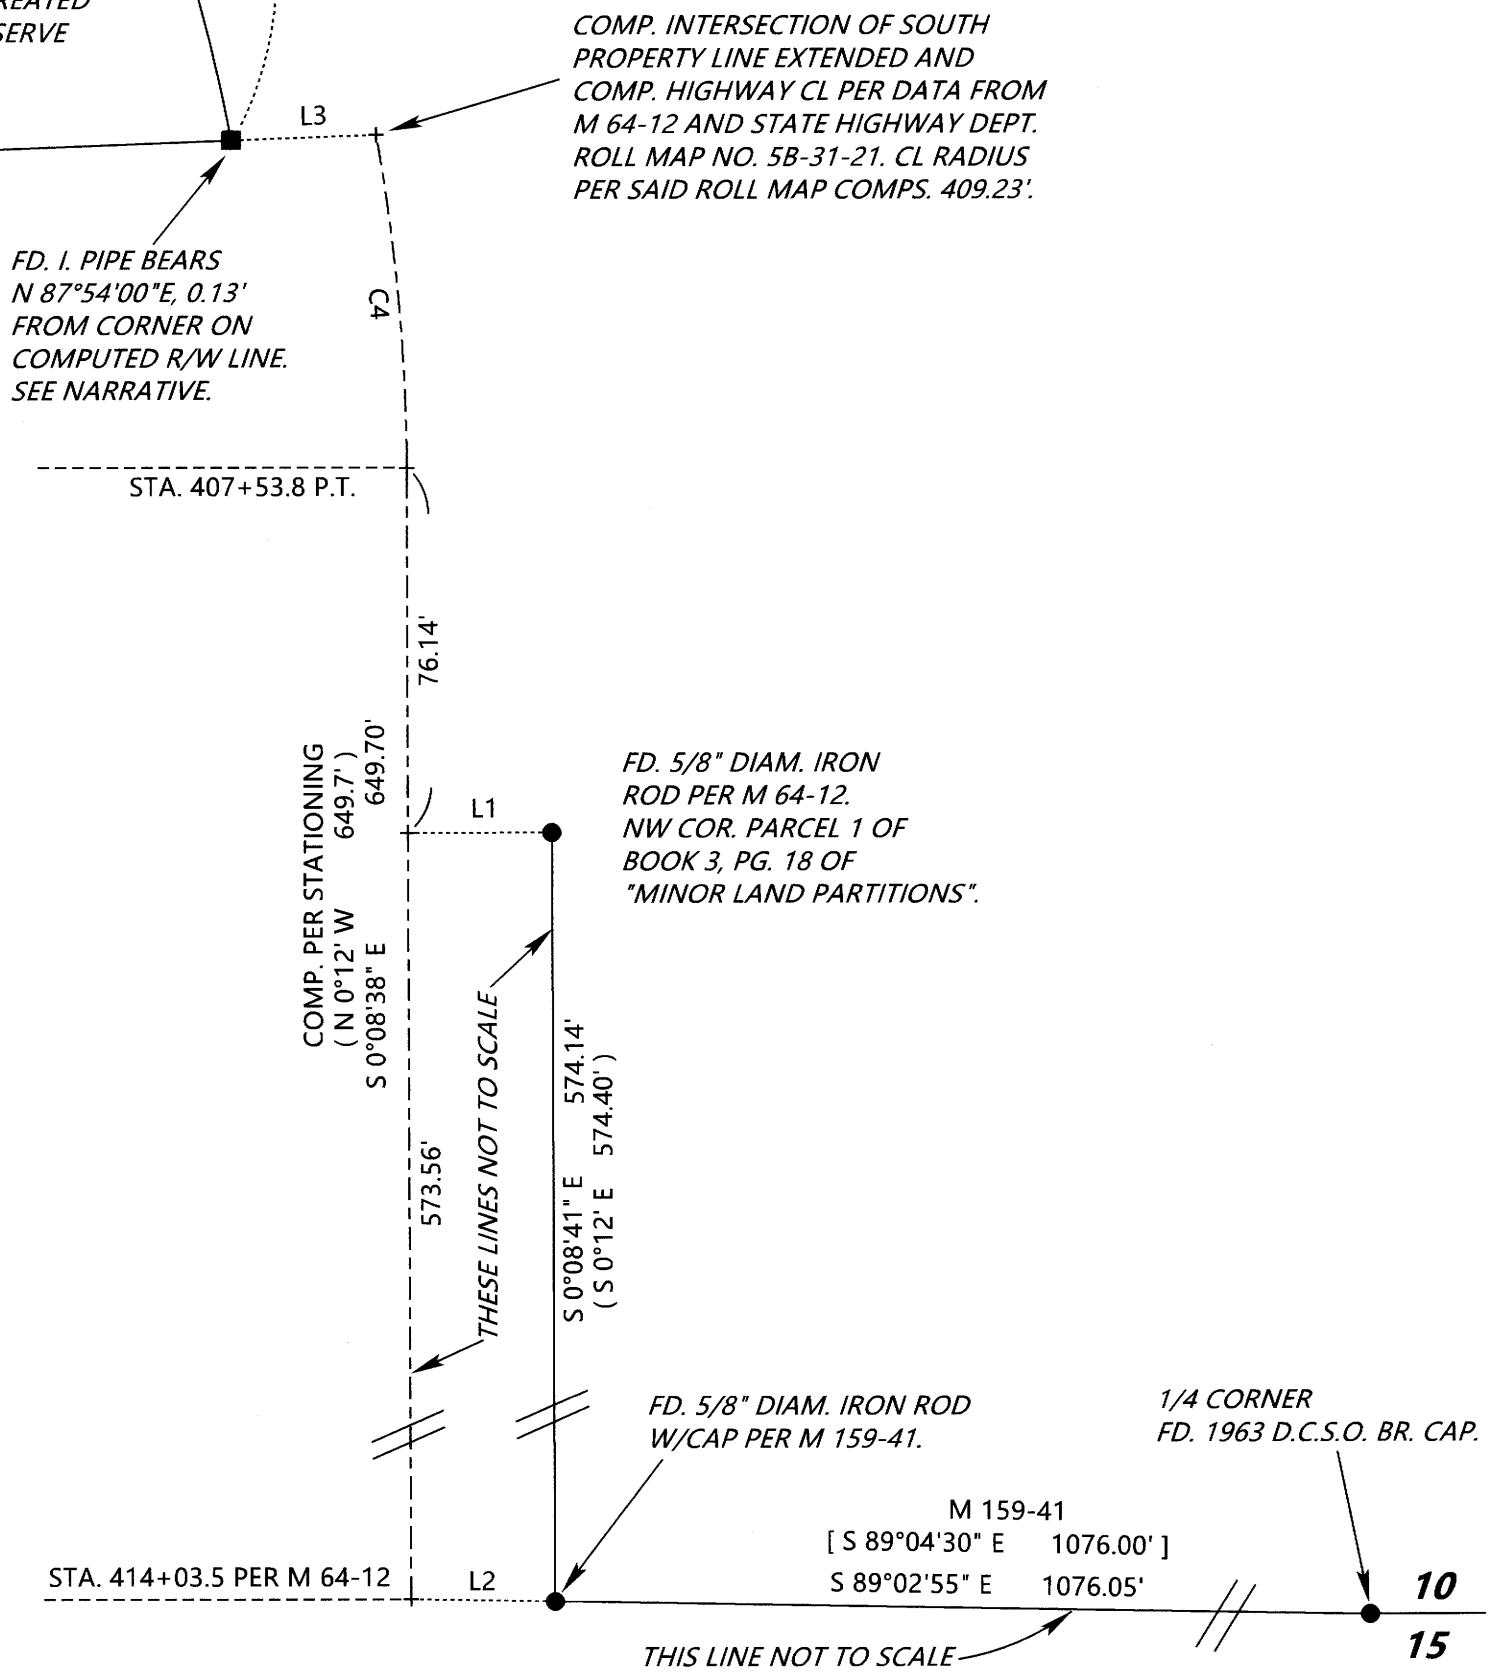 SERVE
COMP. INTERSECTION OF SOUTH
PROPERTY LINE EXTENDED AND
COMP. HIGHWAY CL PER DATA FROM
M 64-12 AND STATE HIGHWAY DEPT.
ROLL MAP NO. 5B-31-21. CL RADIUS
PER SAID ROLL MAP COMPS. 409.23'.
L3
FD. I. PIPE BEARS
N 87°54'00"E, 0.13'
FROM CORNER ON
COMPUTED R/W LINE.
SEE NARRATIVE.
C4
STA. 407+53.8 P.T.
76.14'
COMP. PER STATIONING
( N 0°12' W 649.7' )
S 0°08'38" E 649.70'
L1
FD. 5/8" DIAM. IRON
ROD PER M 64-12.
NW COR. PARCEL 1 OF
BOOK 3, PG. 18 OF
"MINOR LAND PARTITIONS".
573.56'
THESE LINES NOT TO SCALE
S 0°08'41" E 574.14'
( S 0°12' E 574.40' )
FD. 5/8" DIAM. IRON ROD
W/CAP PER M 159-41.
1/4 CORNER
FD. 1963 D.C.S.O. BR. CAP.
M 159-41
[ S 89°04'30" E 1076.00' ]
S 89°02'55" E 1076.05'
STA. 414+03.5 PER M 64-12
L2
10
15
THIS LINE NOT TO SCALE